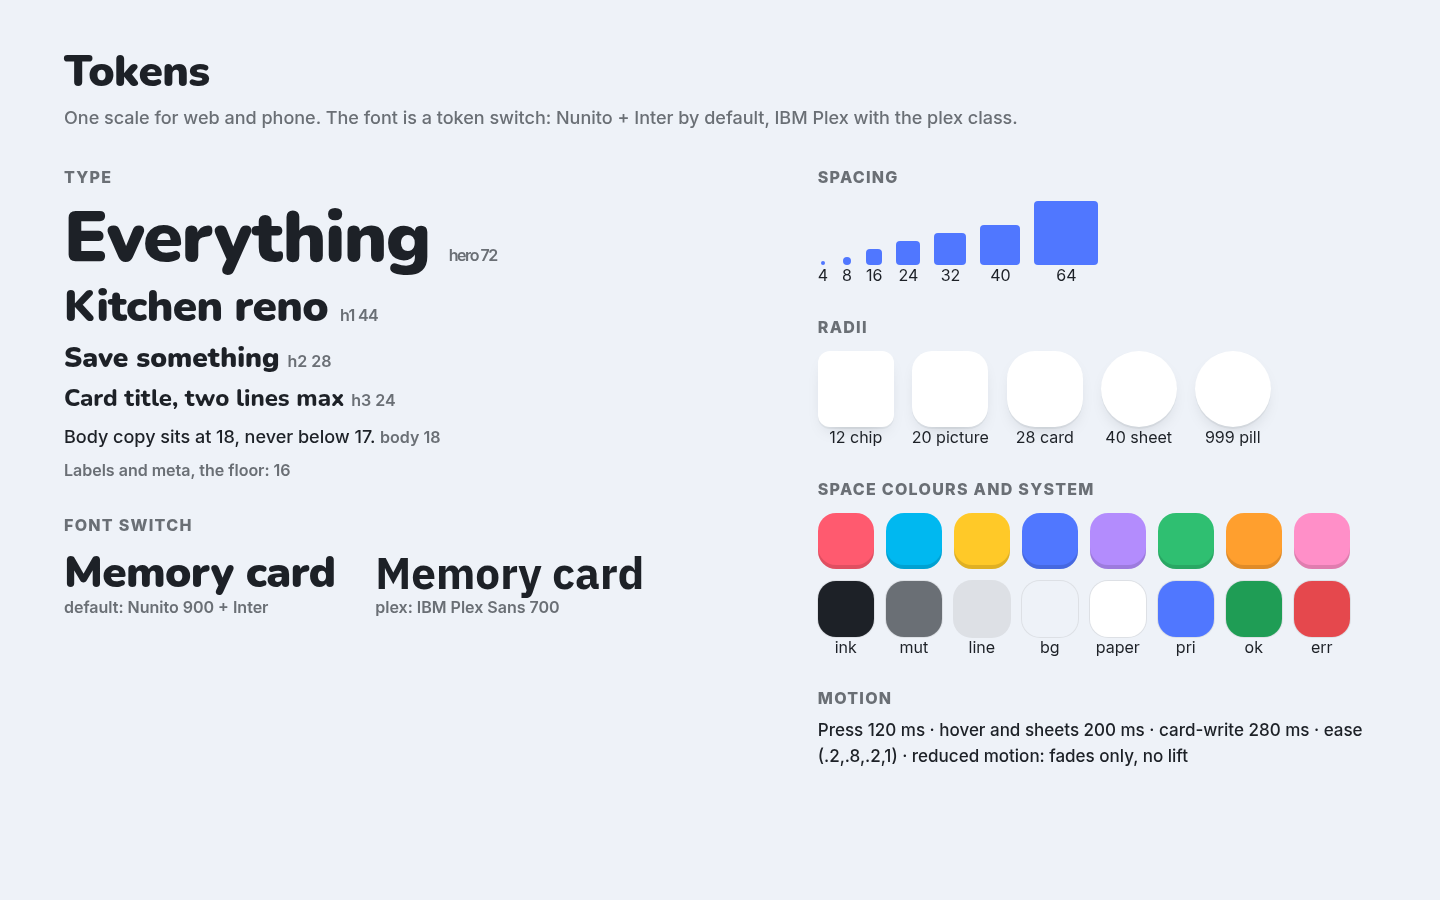 Tokens
One scale for web and phone. The font is a token switch: Nunito + Inter by default, IBM Plex with the plex class.
TYPE
Everything hero 72
Kitchen reno h1 44
Save something h2 28
Card title, two lines max h3 24
Body copy sits at 18, never below 17. body 18
Labels and meta, the floor: 16
FONT SWITCH
Memory card Memory card
default: Nunito 900 + Inter plex: IBM Plex Sans 700
SPACING
4 8 16 24 32 40 64
RADII
12 chip 20 picture 28 card 40 sheet 999 pill
SPACE COLOURS AND SYSTEM
ink mut line bg paper pri ok err
MOTION
Press 120 ms · hover and sheets 200 ms · card-write 280 ms · ease
(.2,.8,.2,1) · reduced motion: fades only, no lift